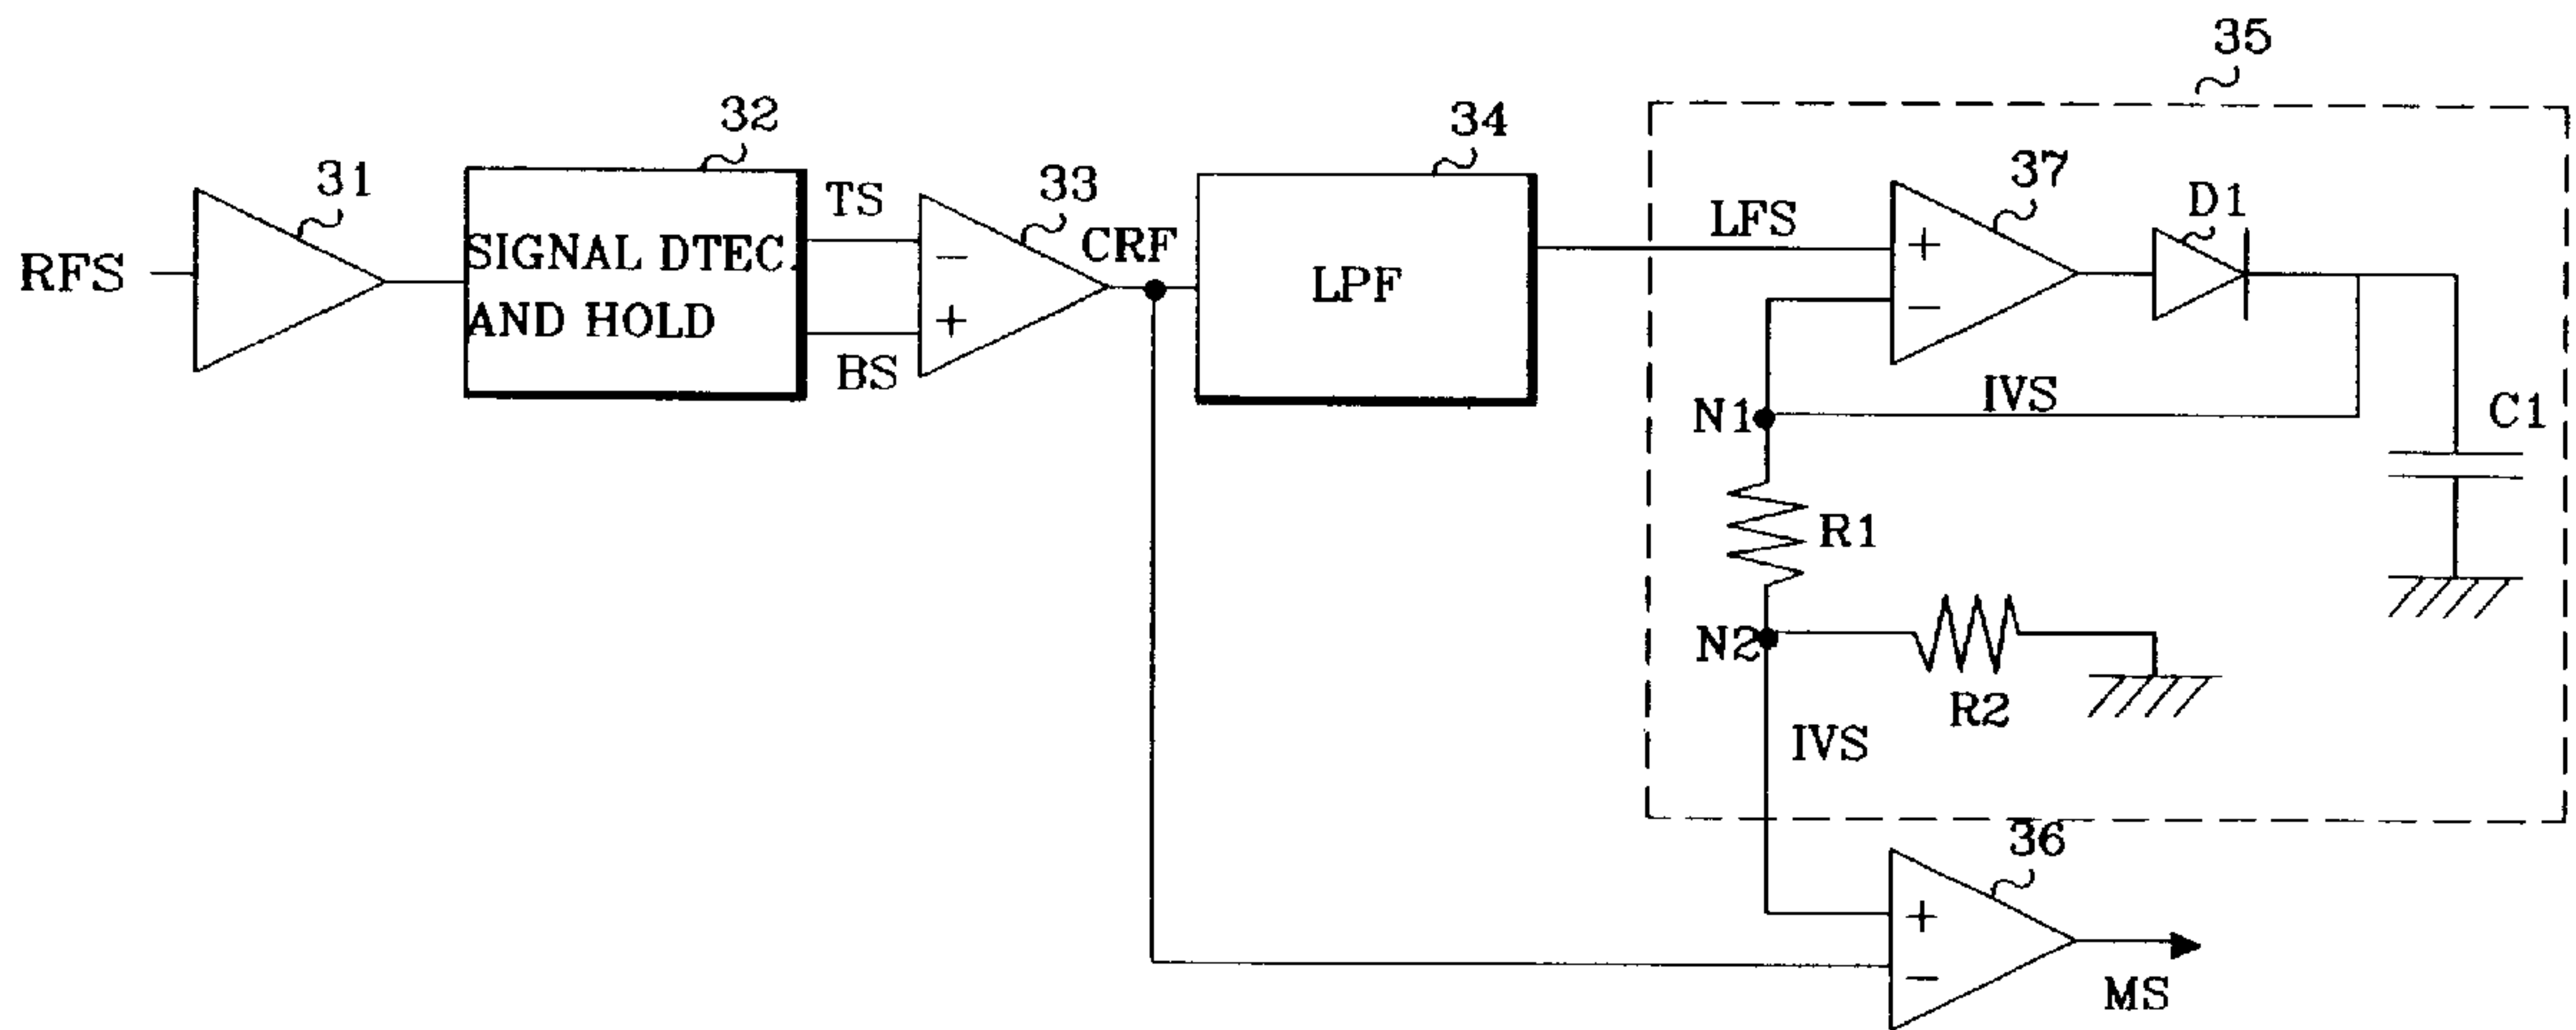 35
32
34
31
33
37
D1
TS
CRF
LFS
+
RFS
SIGNAL DTEC.
AND HOLD
−
+
LPF
−
BS
IVS
N1
C1
R1
N2
R2
IVS
36
+
−
MS